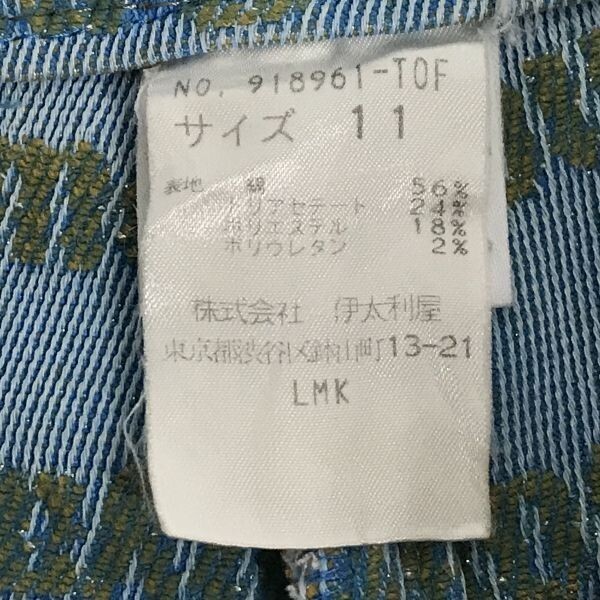 NO. 918961-TOF
サイズ 11
表地 綿 56%
トリアセテート 24%
ポリエステル 18%
ポリウレタン 2%
株式会社 伊太利屋
東京都渋谷区鉢山町13-21
LMK